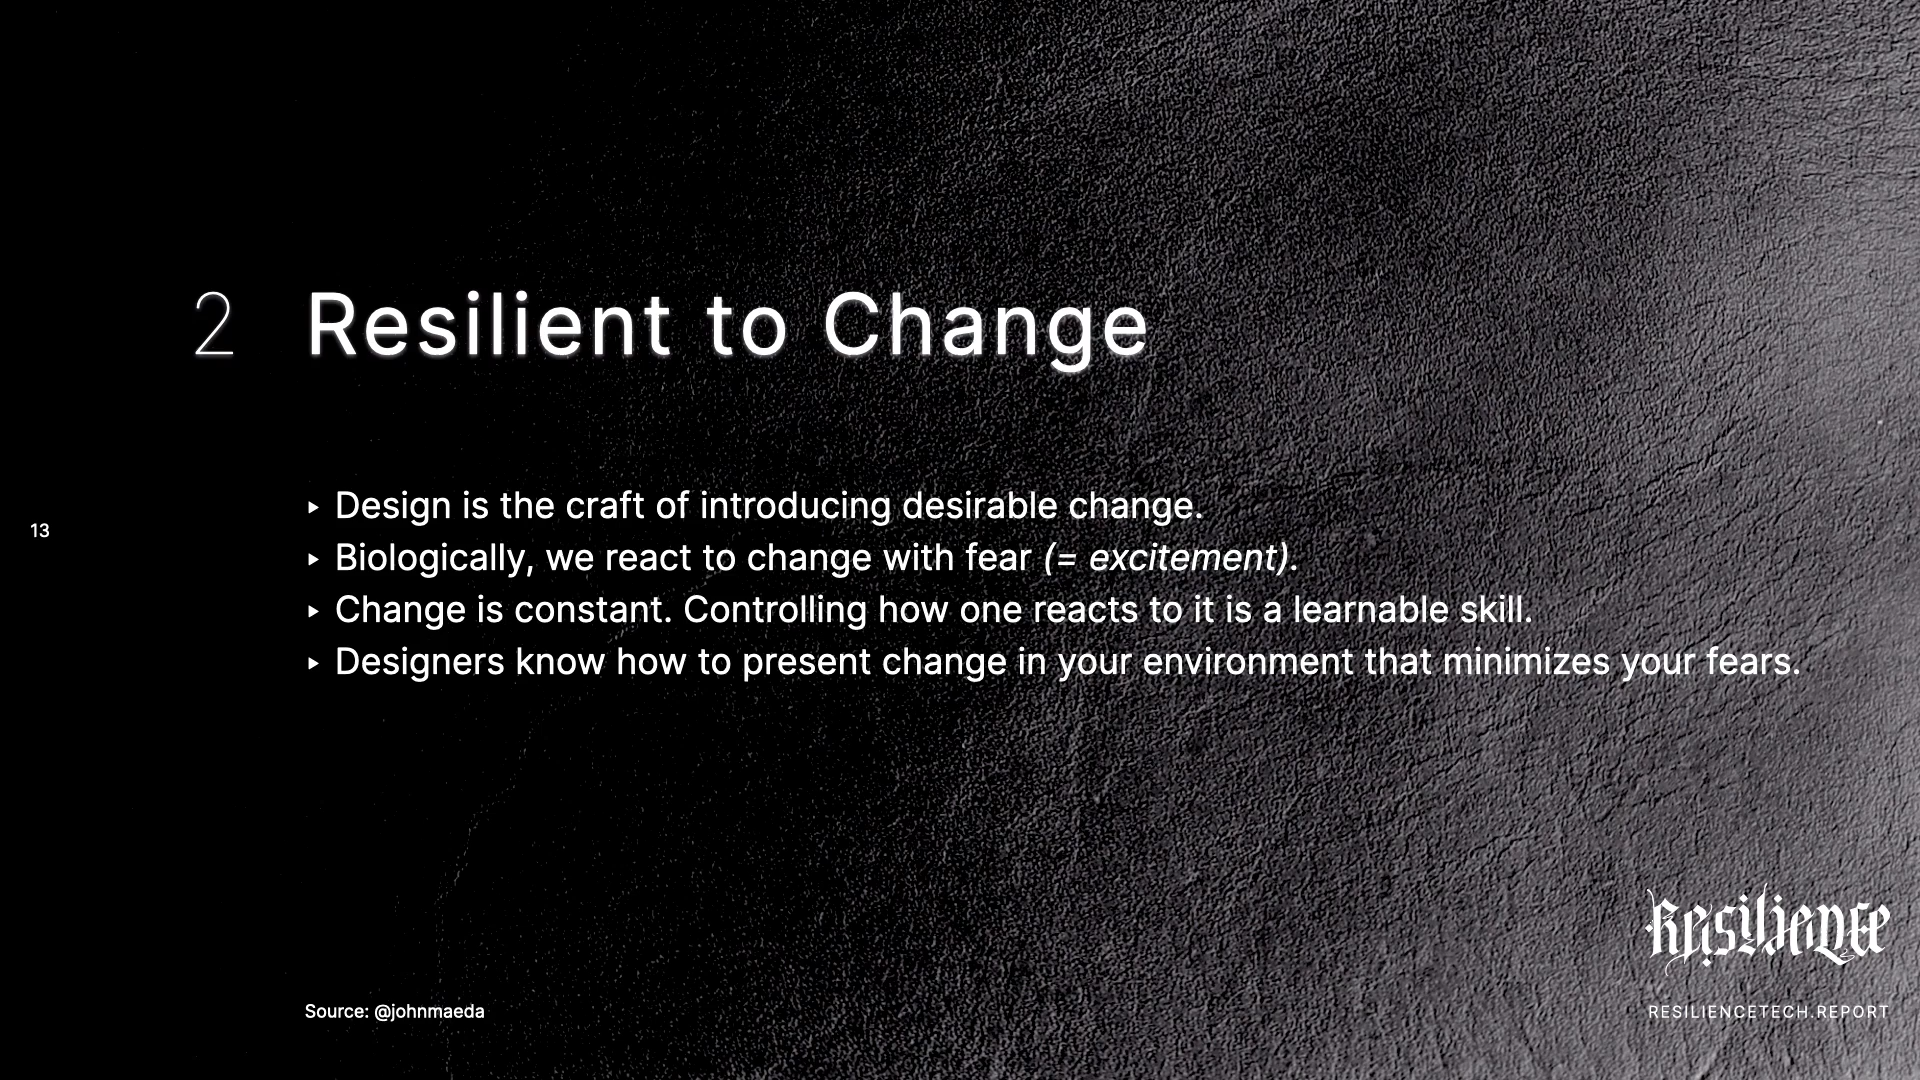 2 Resilient to Change
‣ Design is the craft of introducing desirable change.
‣ Biologically, we react to change with fear (= excitement).
13
‣ Change is constant. Controlling how one reacts to it is a learnable skill.
‣ Designers know how to present change in your environment that minimizes your fears.
Resilience
Source: @johnmaeda
RESILIENCETECH.REPORT